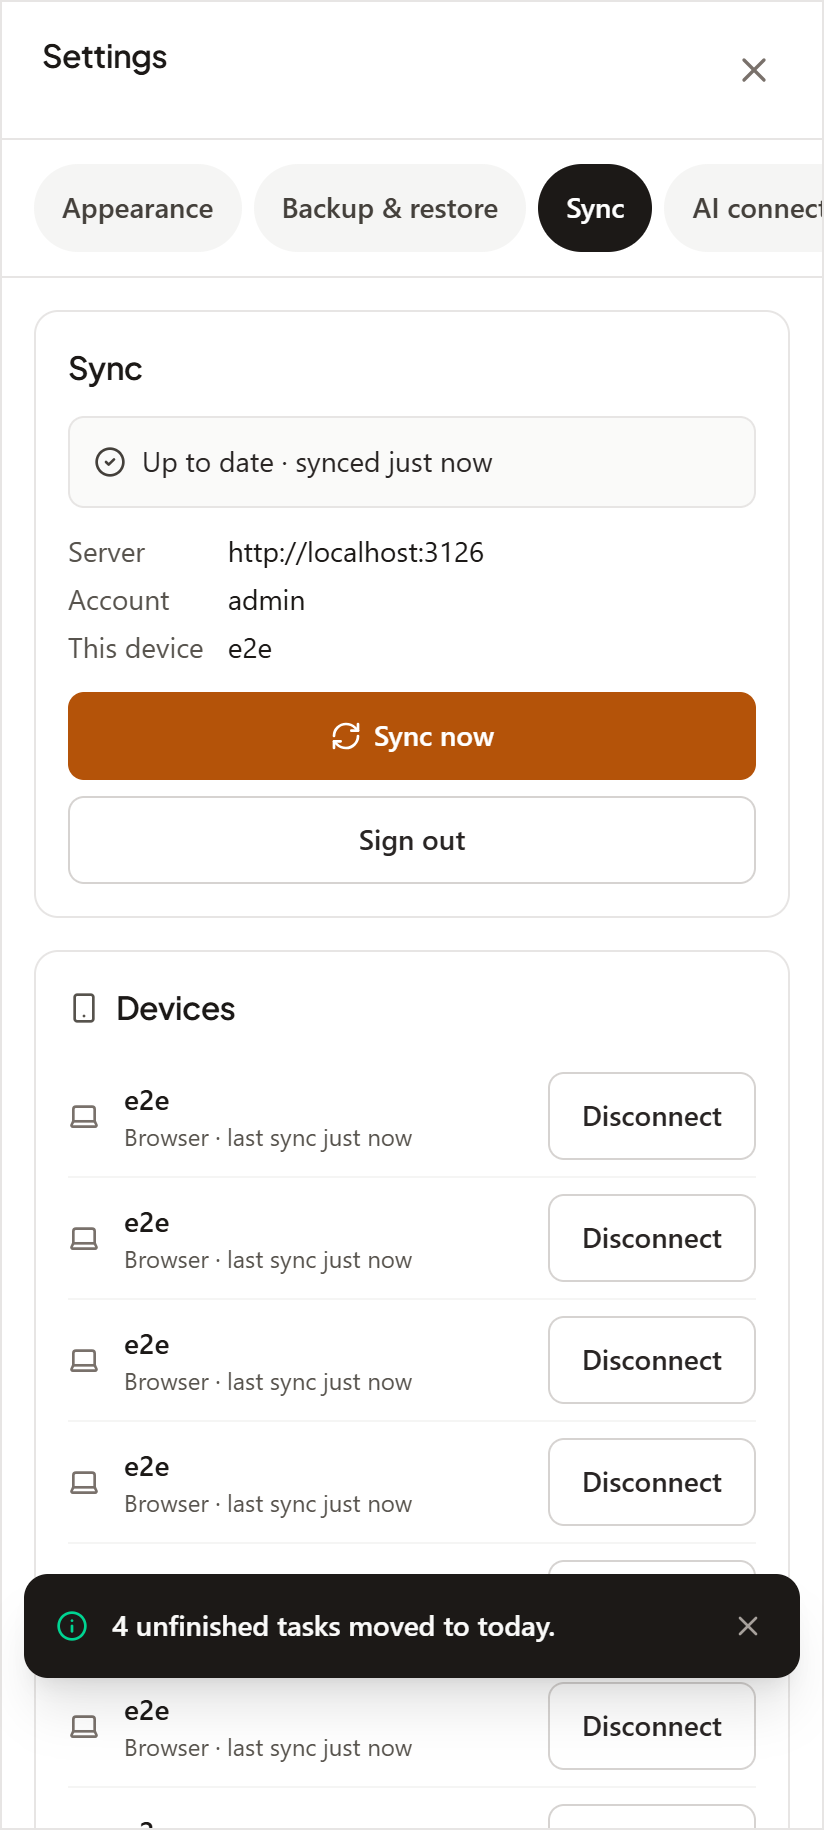 Settings
Appearance
Backup & restore
Sync
AI connect
Sync
Up to date · synced just now
Server http://localhost:3126
Account admin
This device e2e
Sync now
Sign out
Devices
e2e
Browser · last sync just now
Disconnect
e2e
Browser · last sync just now
Disconnect
e2e
Browser · last sync just now
Disconnect
e2e
Browser · last sync just now
Disconnect
4 unfinished tasks moved to today.
e2e
Browser · last sync just now
Disconnect